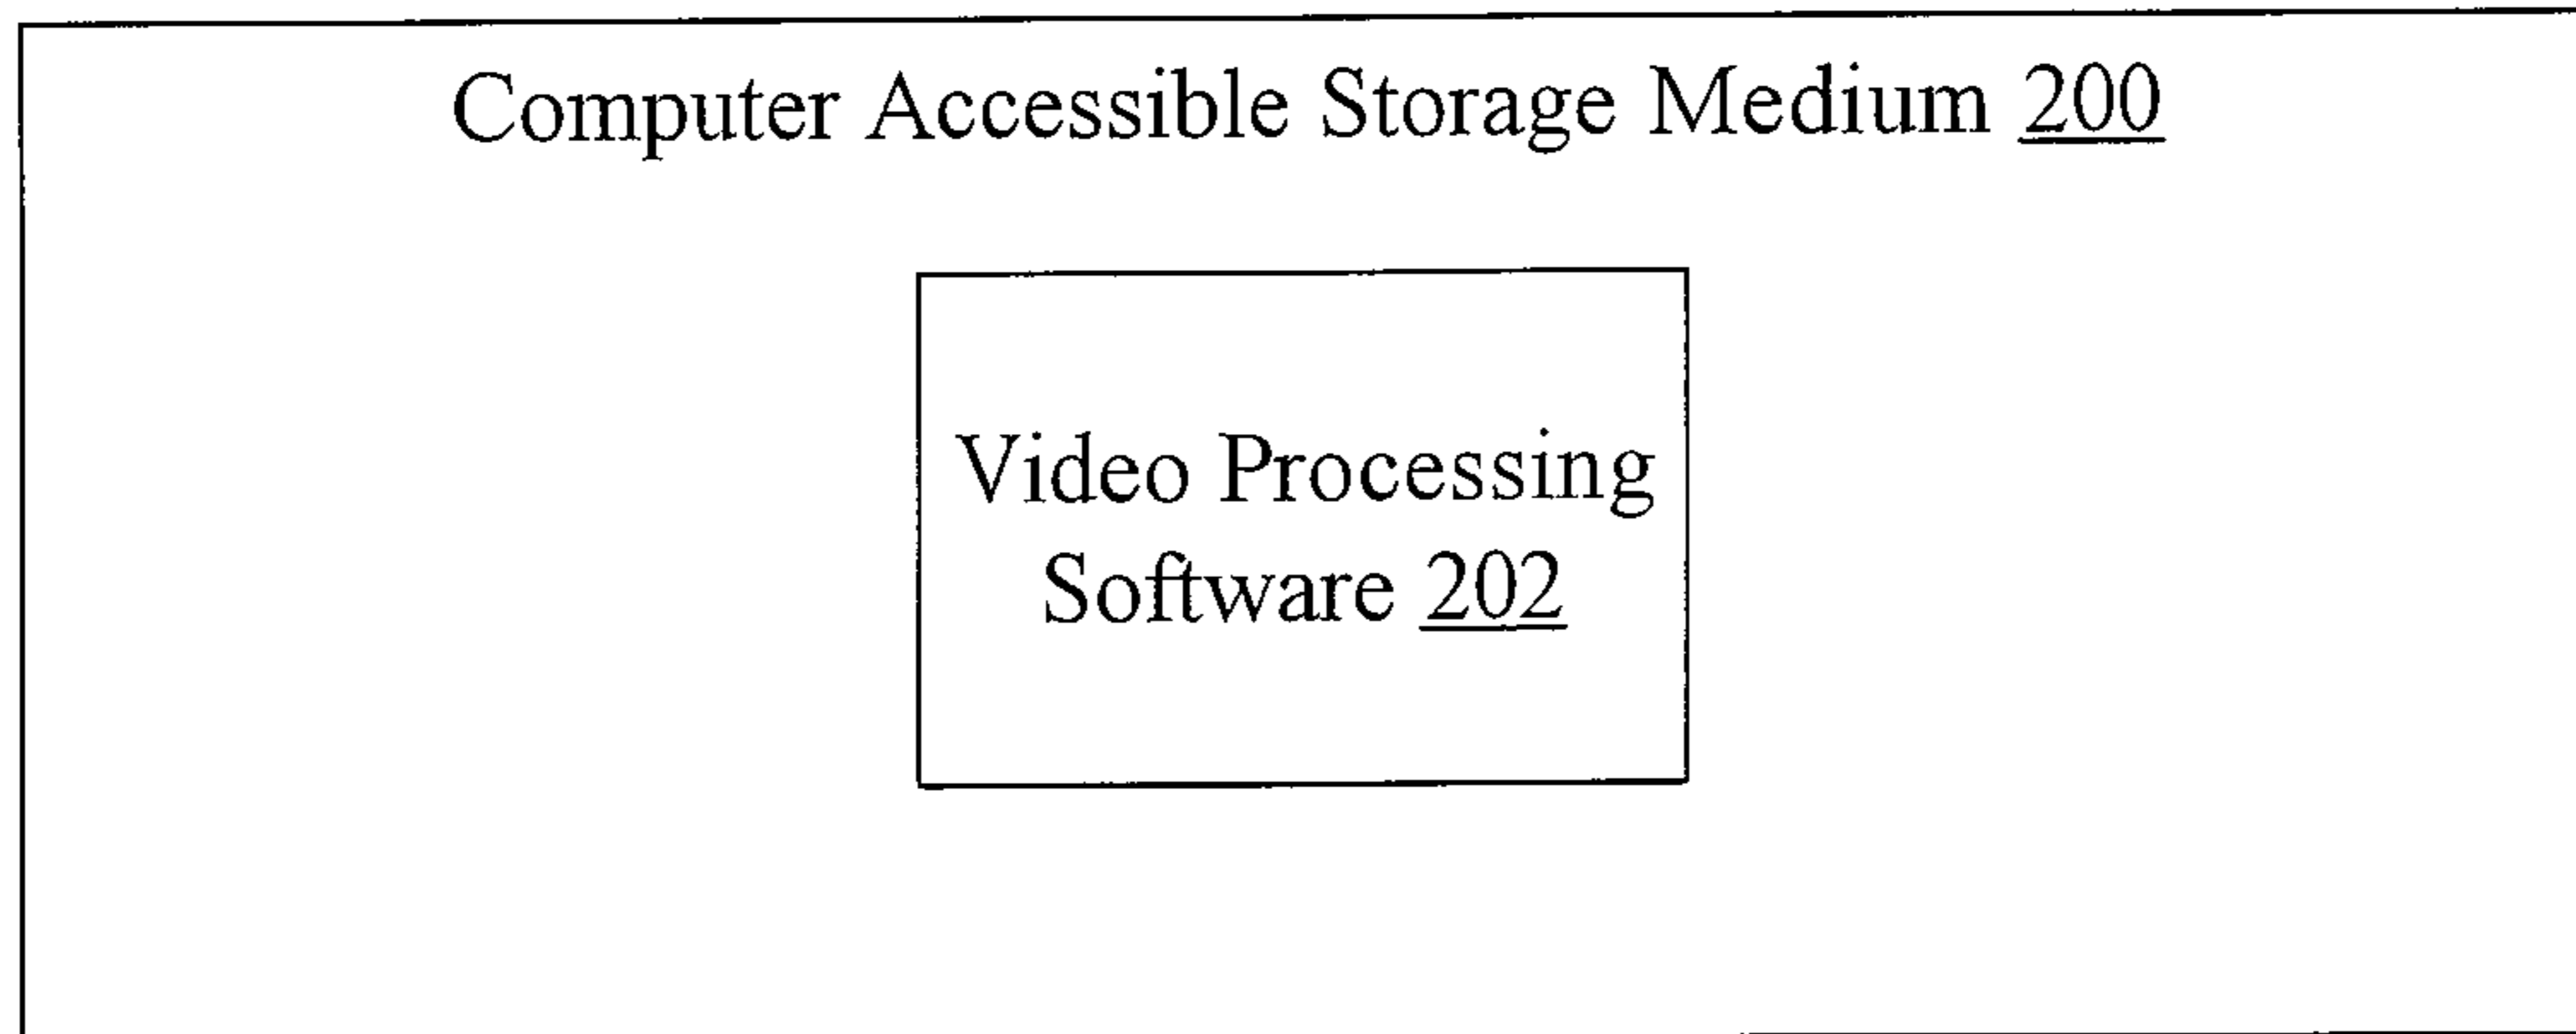 Computer Accessible Storage Medium 200
Video Processing
Software 202